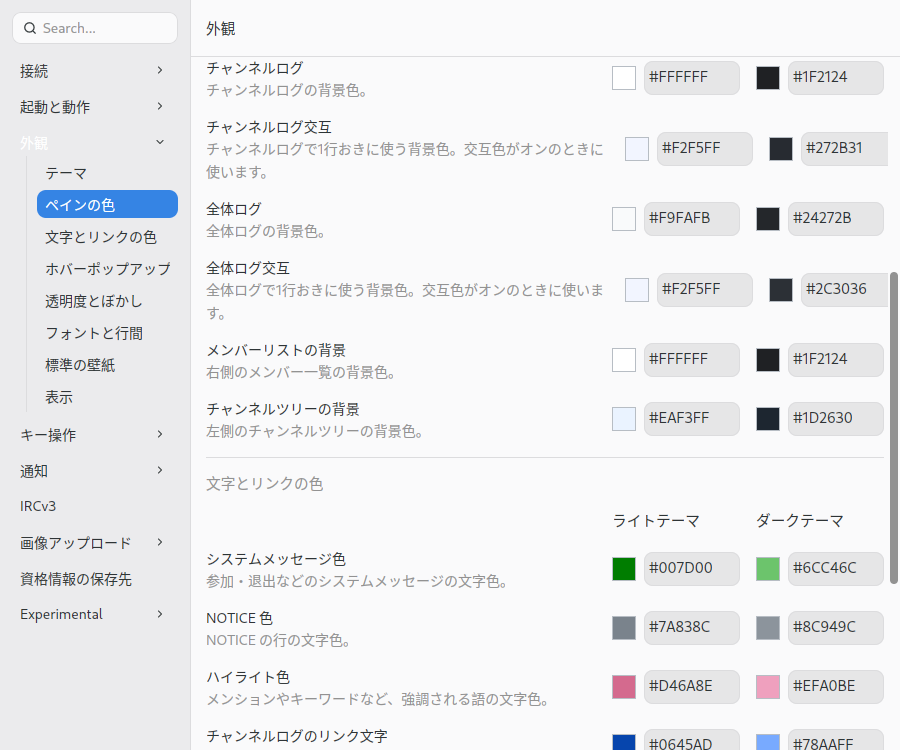 Search...
接続
起動と動作
外観
テーマ
ペインの色
文字とリンクの色
ホバーポップアップ
透明度とぼかし
フォントと行間
標準の壁紙
表示
キー操作
通知
IRCv3
画像アップロード
資格情報の保存先
Experimental
外観
チャンネルログ
チャンネルログの背景色。
#FFFFFF #1F2124
チャンネルログ交互
チャンネルログで1行おきに使う背景色。交互色がオンのときに
使います。
#F2F5FF #272B31
全体ログ
全体ログの背景色。
#F9FAFB #24272B
全体ログ交互
全体ログで1行おきに使う背景色。交互色がオンのときに使いま
す。
#F2F5FF #2C3036
メンバーリストの背景
右側のメンバー一覧の背景色。
#FFFFFF #1F2124
チャンネルツリーの背景
左側のチャンネルツリーの背景色。
#EAF3FF #1D2630
文字とリンクの色
ライトテーマ ダークテーマ
システムメッセージ色
参加・退出などのシステムメッセージの文字色。
#007D00 #6CC46C
NOTICE 色
NOTICE の行の文字色。
#7A838C #8C949C
ハイライト色
メンションやキーワードなど、強調される語の文字色。
#D46A8E #EFA0BE
チャンネルログのリンク文字
#0645AD #78AAFF